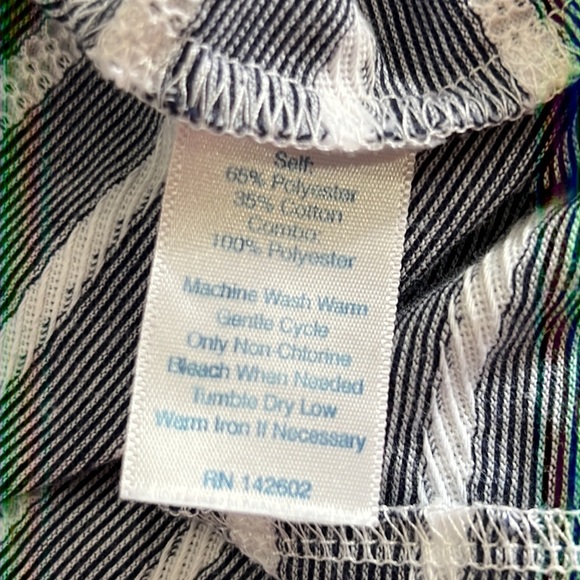 Self:
65% Polyester
35% Cotton
Combo:
100% Polyester
Machine Wash Warm
Gentle Cycle
Only Non-Chlorine
Bleach When Needed
Tumble Dry Low
Warm Iron If Necessary
RN 142602